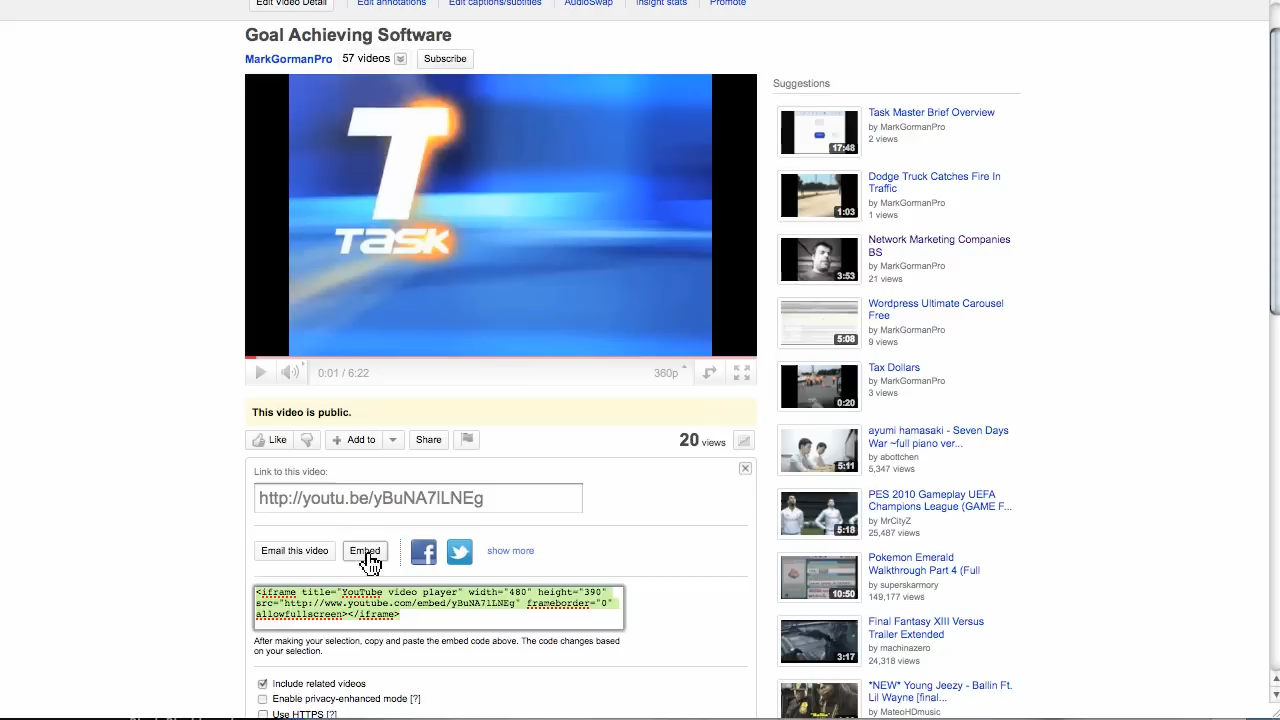 Edit Video Detail Edit annotations Edit captions/subtitles AudioSwap Insight stats Promote
Goal Achieving Software
MarkGormanPro 57 videos Subscribe
T
Task
0:01 / 6:22 360p
This video is public.
Like Add to Share 20 views
Link to this video:
http://youtu.be/yBuNA7lLNEg
Email this video Embed show more
<iframe title="YouTube video player" width="480" height="390"
src="http://www.youtube.com/embed/yBuNA7lLNEg" frameborder="0"
allowfullscreen></iframe>
After making your selection, copy and paste the embed code above. The code changes based
on your selection.
Include related videos
Enable privacy-enhanced mode [?]
Use HTTPS [?]
Suggestions
Task Master Brief Overview
by MarkGormanPro
2 views
17:48
Dodge Truck Catches Fire In
Traffic
by MarkGormanPro
1 views
1:03
Network Marketing Companies
BS
by MarkGormanPro
21 views
3:53
Wordpress Ultimate Carousel
Free
by MarkGormanPro
9 views
5:08
Tax Dollars
by MarkGormanPro
3 views
0:20
ayumi hamasaki - Seven Days
War ~full piano ver...
by abottchen
5,347 views
5:11
PES 2010 Gameplay UEFA
Champions League (GAME F...
by MrCityZ
25,487 views
5:18
Pokemon Emerald
Walkthrough Part 4 (Full
by superskarmory
149,177 views
10:50
Final Fantasy XIII Versus
Trailer Extended
by machinazero
24,318 views
3:17
*NEW* Young Jeezy - Ballin Ft.
Lil Wayne [final...
by MateoHDmusic